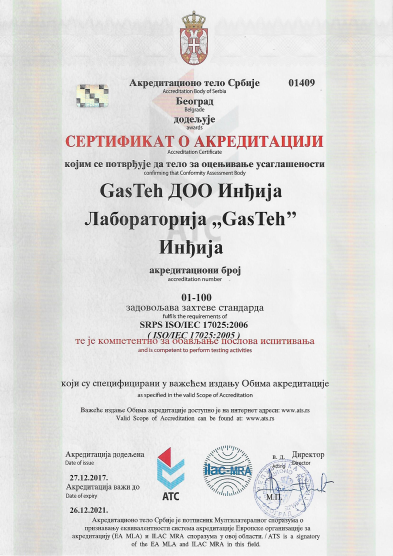 Акредитационо тело Србије 01409
Accreditation Body of Serbia
Београд
Belgrade
додељује
awards
СЕРТИФИКАТ О АКРЕДИТАЦИЈИ
Accreditation Certificate
којим се потврђује да тело за оцењивање усаглашености
confirming that Conformity Assessment Body
GasTeh ДОО Инђија
Лабораторија „GasTeh”
Инђија
акредитациони број
accreditation number
01-100
задовољава захтеве стандарда
fulfils the requirements of
SRPS ISO/IEC 17025:2006
( ISO/IEC 17025:2005 )
те је компетентно за обављање послова испитивања
and is competent to perform testing activities
који су специфицирани у важећем издању Обима акредитације
as specified in the valid Scope of Accreditation
Важеће издање Обима акредитације доступно је на интернет адреси: www.ats.rs
Valid Scope of Accreditation can be found at: www.ats.rs
Акредитација додељена
Date of issue
27.12.2017.
Акредитација важи до
Date of expiry
26.12.2021.
ATC
ilac-MRA
в. д. Директор
Acting Director
М.П.
Акредитационо тело Србије је потписник Мултилатералног споразума о
признавању еквивалентности система акредитације Европске организације за
акредитацију (EA MLA) и ILAC MRA споразума у овој области. / ATS is a signatory
of the EA MLA and ILAC MRA in this field.